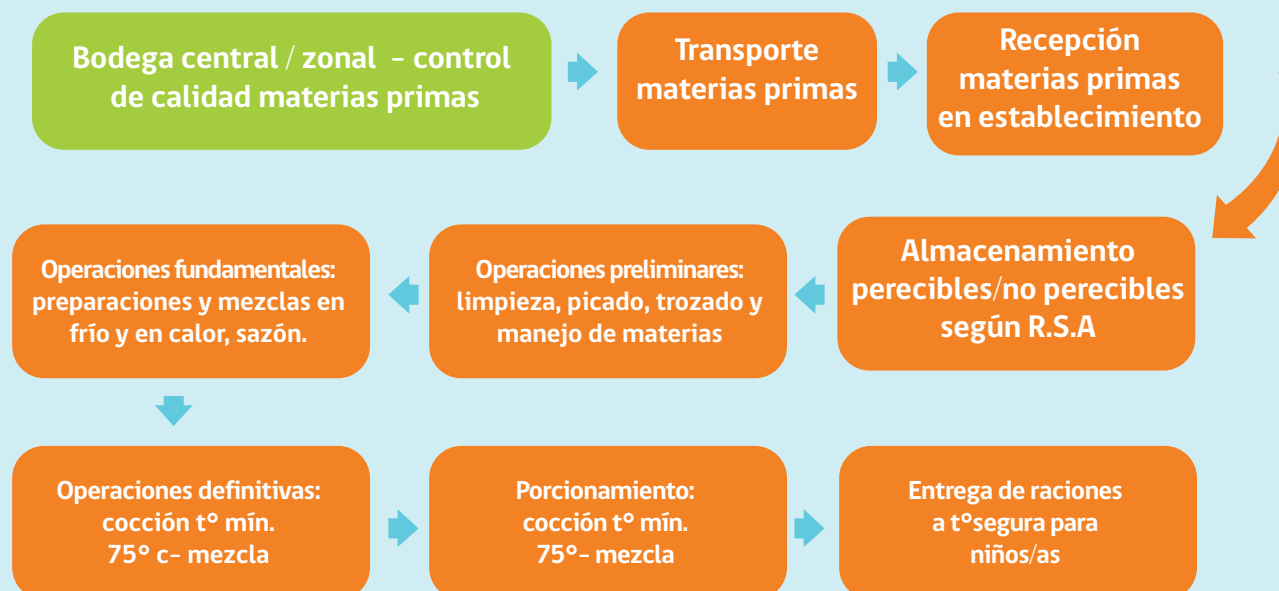 Bodega central / zonal - control
de calidad materias primas
Transporte
materias primas
Recepción
materias primas
en establecimiento
Almacenamiento
perecibles/no perecibles
según R.S.A
Operaciones preliminares:
limpieza, picado, trozado y
manejo de materias
Operaciones fundamentales:
preparaciones y mezclas en
frío y en calor, sazón.
Operaciones definitivas:
cocción t° mín.
75° c- mezcla
Porcionamiento:
cocción t° mín.
75°- mezcla
Entrega de raciones
a t°segura para
niños/as